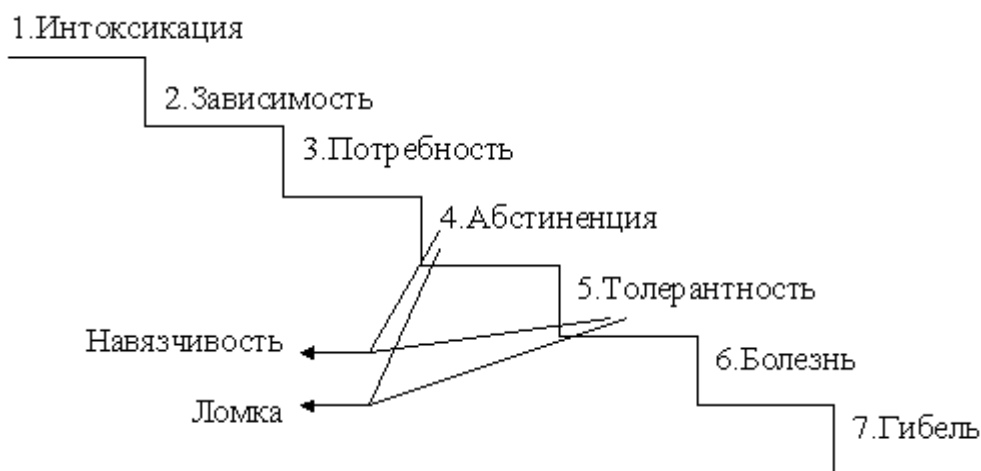 1.Интоксикация
2.Зависимость
3.Потребность
4.Абстиненция
5.Толерантность
Навязчивость
6.Болезнь
Ломка
7.Гибель